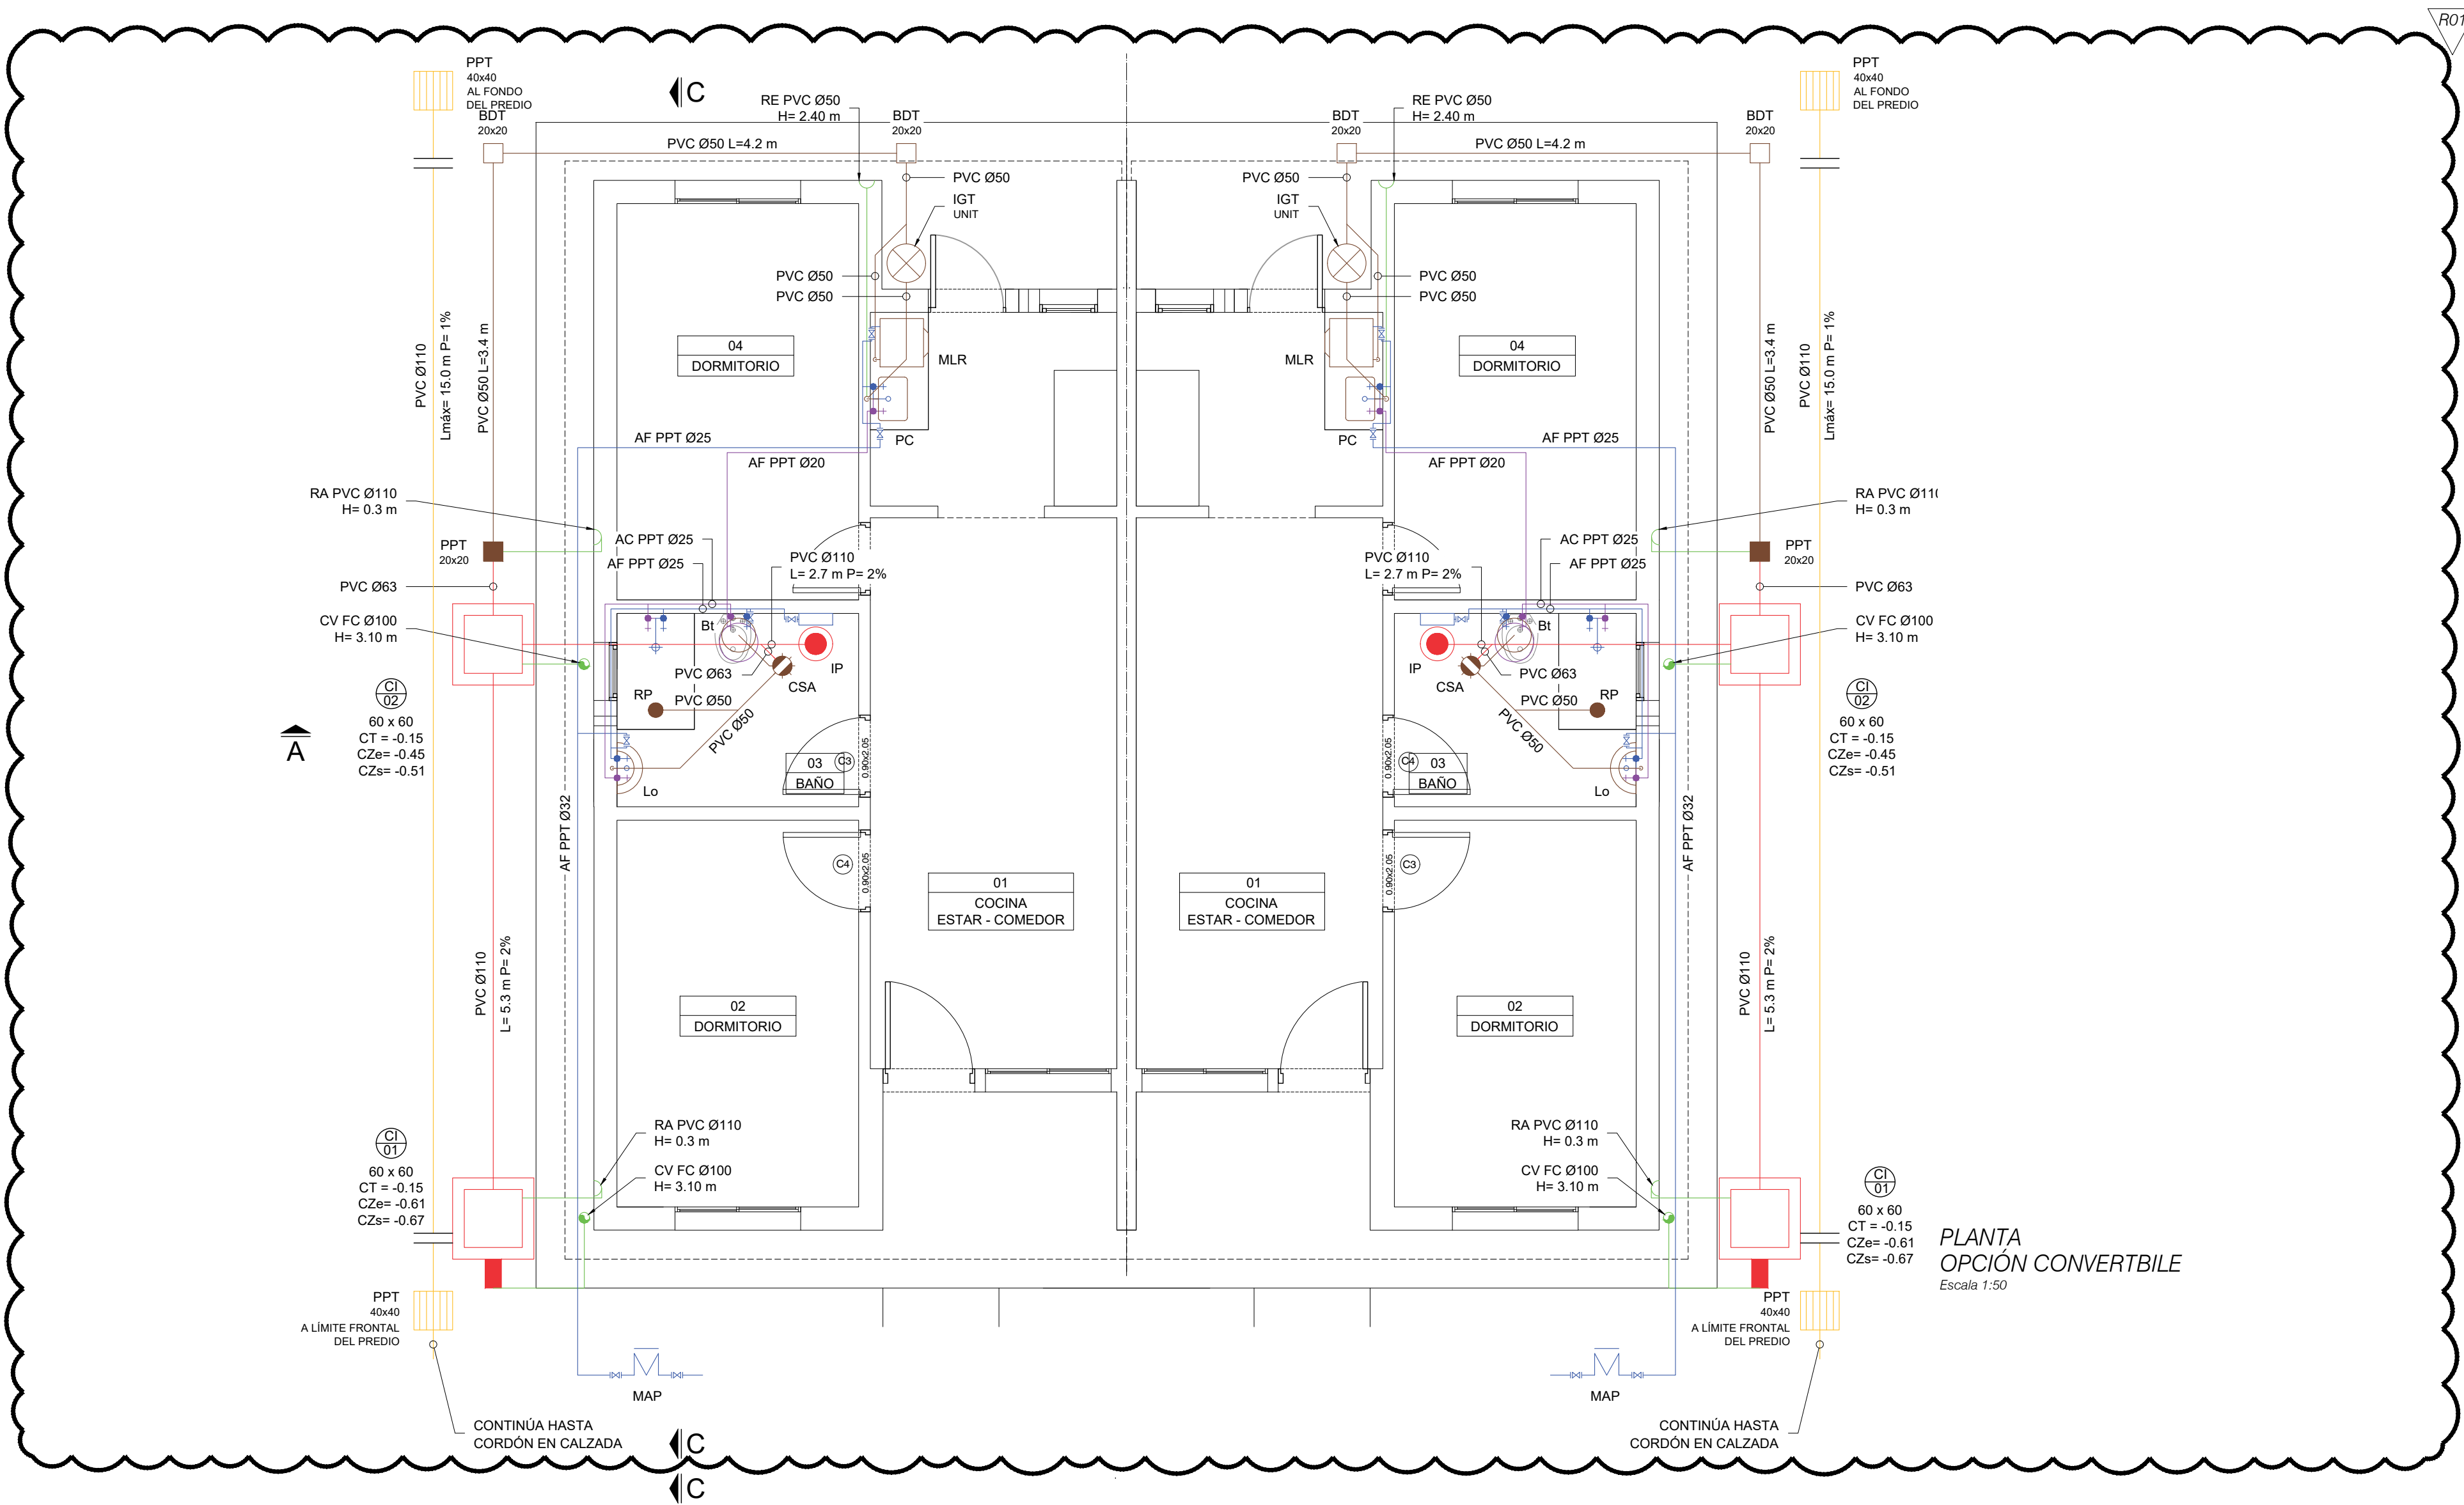 R01
PPT
40x40
AL FONDO
DEL PREDIO
C
RE PVC Ø50
H= 2.40 m
BDT
20x20
BDT
20x20
PVC Ø50 L=4.2 m
PVC Ø50
IGT
UNIT
PVC Ø50
PVC Ø50
MLR
PC
04
DORMITORIO
PVC Ø110
Lmáx= 15.0 m P= 1%
PVC Ø50 L=3.4 m
AF PPT Ø25
AF PPT Ø20
RA PVC Ø110
H= 0.3 m
PPT
20x20
AC PPT Ø25
AF PPT Ø25
PVC Ø110
L= 2.7 m P= 2%
PVC Ø63
CV FC Ø100
H= 3.10 m
Bt
IP
PVC Ø63
CSA
RP
PVC Ø50
PVC Ø50
CI
02
60 x 60
CT = -0.15
CZe= -0.45
CZs= -0.51
A
03
BAÑO
C3
0.90x2.05
Lo
AF PPT Ø32
C4
0.90x2.05
01
COCINA
ESTAR - COMEDOR
PVC Ø110
L= 5.3 m P= 2%
02
DORMITORIO
RA PVC Ø110
H= 0.3 m
CV FC Ø100
H= 3.10 m
CI
01
60 x 60
CT = -0.15
CZe= -0.61
CZs= -0.67
PPT
40x40
A LÍMITE FRONTAL
DEL PREDIO
MAP
CONTINÚA HASTA
CORDÓN EN CALZADA
C
C
PPT
40x40
AL FONDO
DEL PREDIO
RE PVC Ø50
H= 2.40 m
BDT
20x20
BDT
20x20
PVC Ø50 L=4.2 m
PVC Ø50
IGT
UNIT
PVC Ø50
PVC Ø50
MLR
PC
04
DORMITORIO
PVC Ø50 L=3.4 m
PVC Ø110
Lmáx= 15.0 m P= 1%
AF PPT Ø25
AF PPT Ø20
RA PVC Ø11
H= 0.3 m
PPT
20x20
AC PPT Ø25
AF PPT Ø25
PVC Ø110
L= 2.7 m P= 2%
PVC Ø63
CV FC Ø100
H= 3.10 m
Bt
IP
PVC Ø63
CSA
RP
PVC Ø50
PVC Ø50
CI
02
60 x 60
CT = -0.15
CZe= -0.45
CZs= -0.51
03
BAÑO
C4
0.90x2.05
Lo
AF PPT Ø32
C3
0.90x2.05
01
COCINA
ESTAR - COMEDOR
PVC Ø110
L= 5.3 m P= 2%
02
DORMITORIO
RA PVC Ø110
H= 0.3 m
CV FC Ø100
H= 3.10 m
CI
01
60 x 60
CT = -0.15
CZe= -0.61
CZs= -0.67
PPT
40x40
A LÍMITE FRONTAL
DEL PREDIO
MAP
CONTINÚA HASTA
CORDÓN EN CALZADA
PLANTA
OPCIÓN CONVERTBILE
Escala 1:50